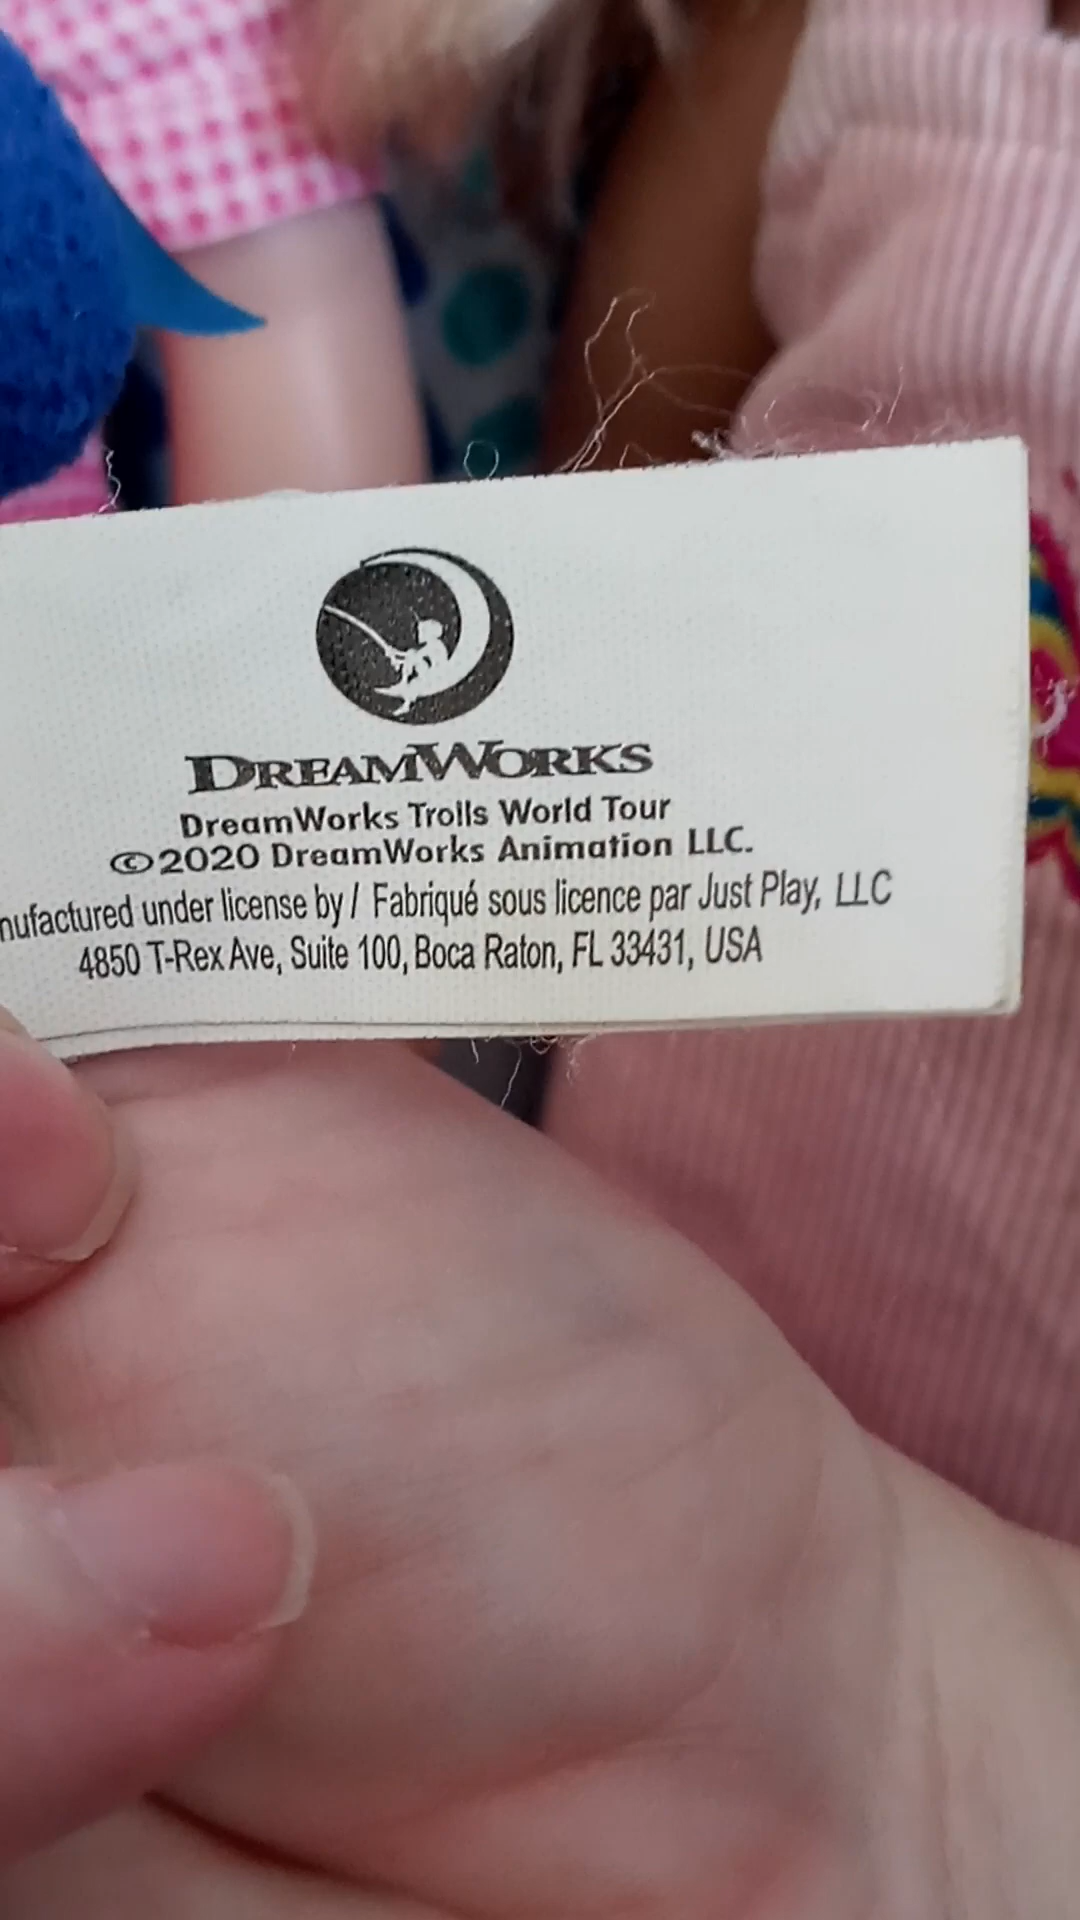 DREAMWORKS
DreamWorks Trolls World Tour
©2020 DreamWorks Animation LLC.
nufactured under license by / Fabriqué sous licence par Just Play, LLC
4850 T-Rex Ave, Suite 100, Boca Raton, FL 33431, USA